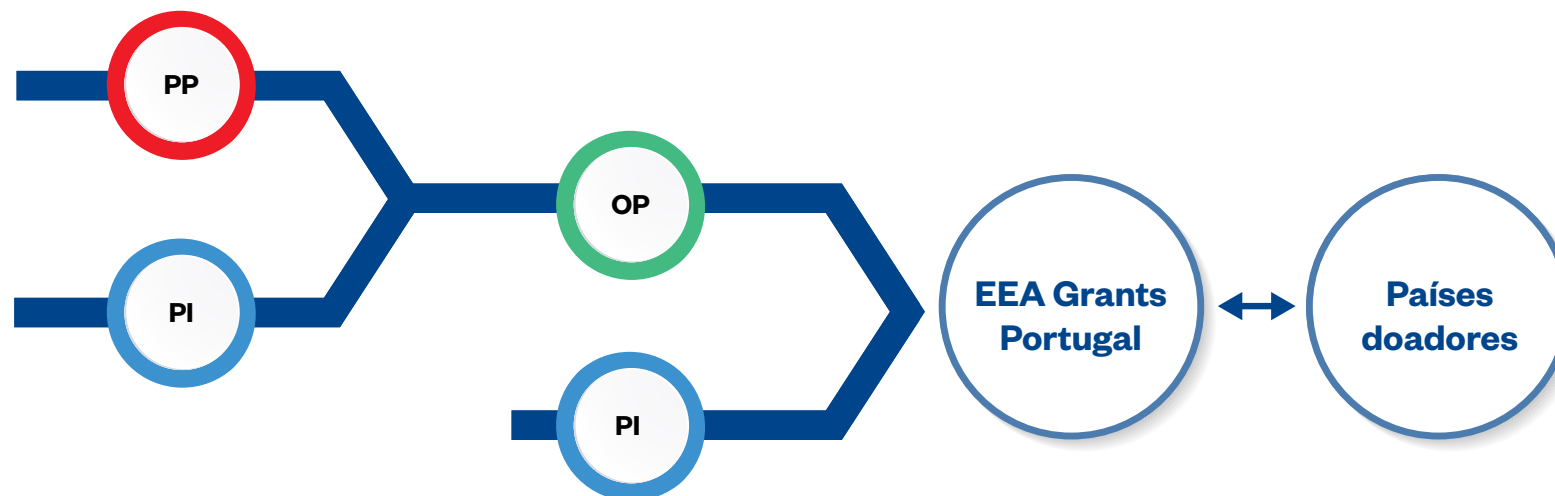 PP
PI
OP
PI
EEA Grants
Portugal
Países
doadores